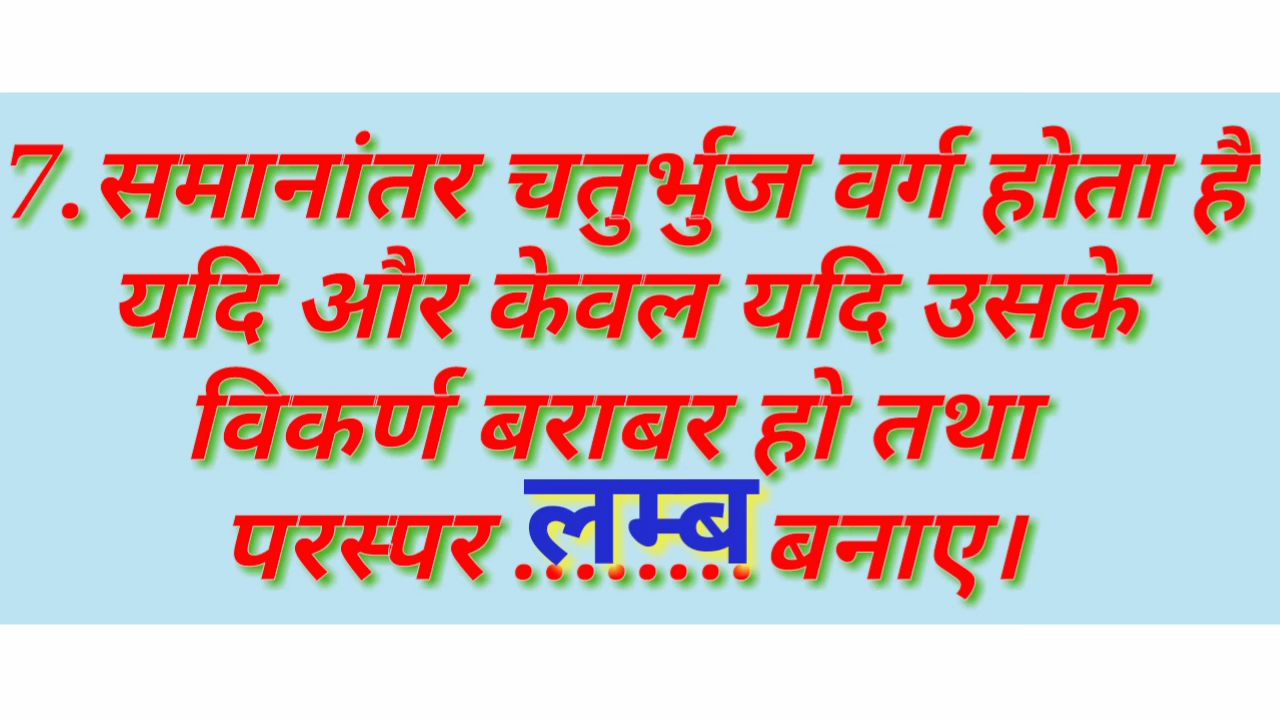 7.समानांतर चतुर्भुज वर्ग होता है
यदि और केवल यदि उसके
विकर्ण बराबर हो तथा
परस्पर ........ लम्ब बनाए।